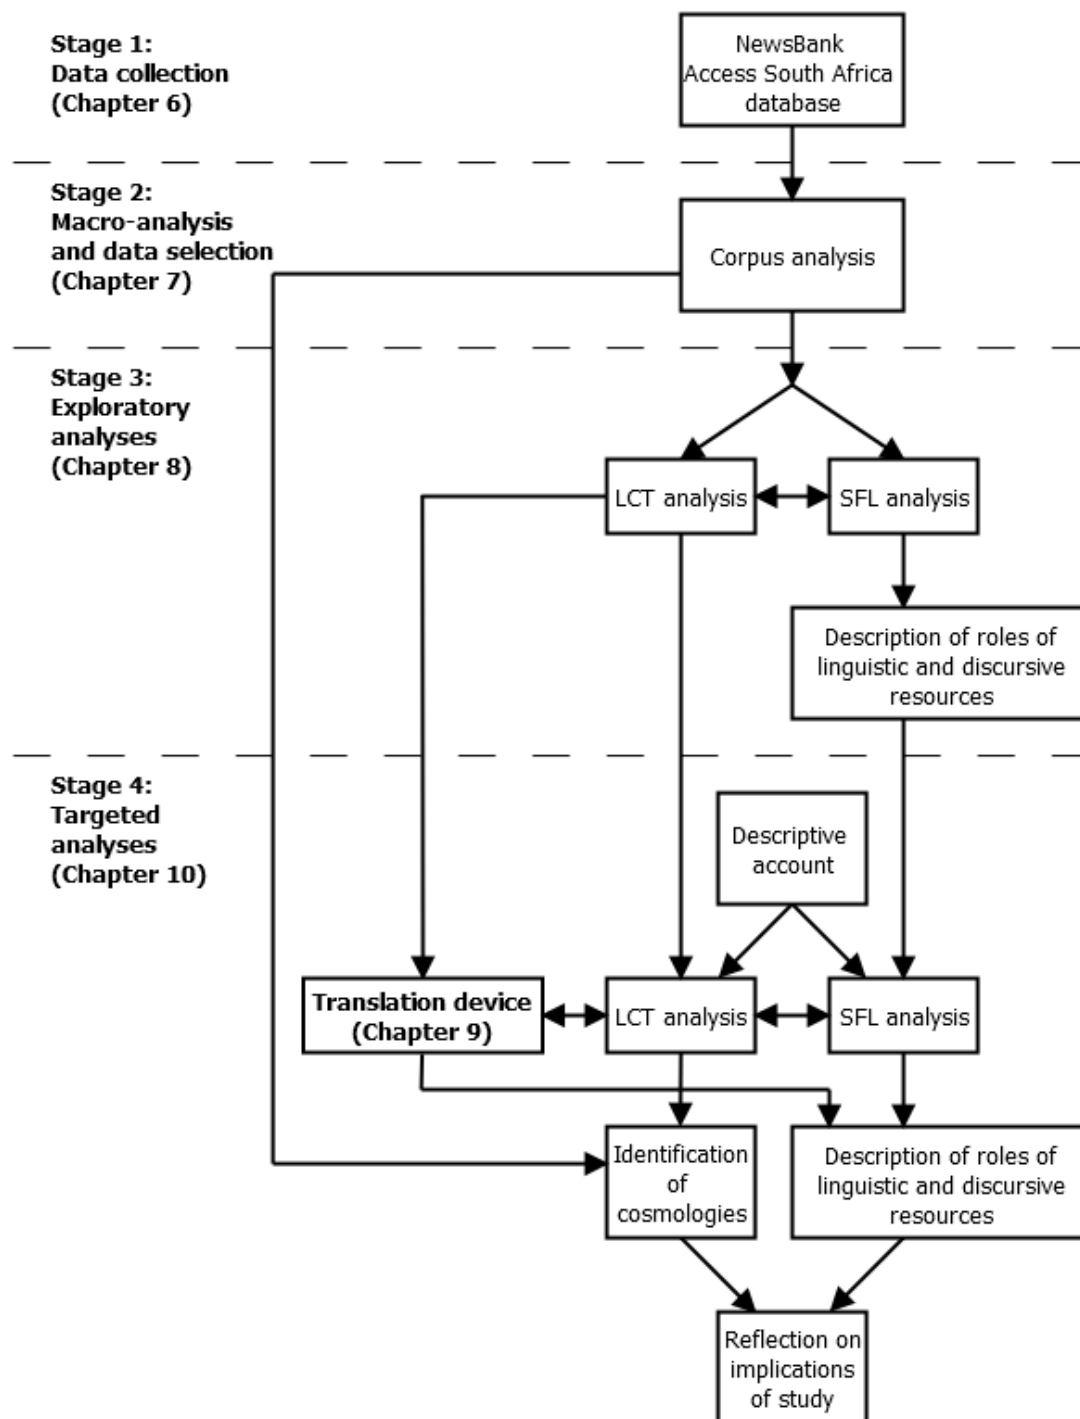 Stage 1:
Data collection
(Chapter 6)
NewsBank
Access South Africa
database
Stage 2:
Macro-analysis
and data selection
(Chapter 7)
Corpus analysis
Stage 3:
Exploratory
analyses
(Chapter 8)
LCT analysis
SFL analysis
Description of roles of
linguistic and discursive
resources
Stage 4:
Targeted
analyses
(Chapter 10)
Descriptive
account
Translation device
(Chapter 9)
LCT analysis
SFL analysis
Identification
of
cosmologies
Description of roles of
linguistic and discursive
resources
Reflection on
implications
of study